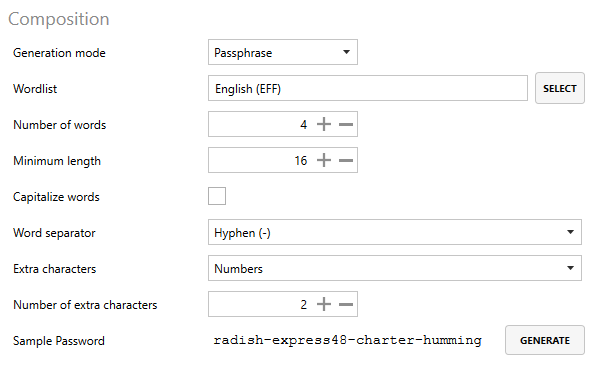 Composition
Generation mode Passphrase
Wordlist English (EFF) SELECT
Number of words 4
Minimum length 16
Capitalize words
Word separator Hyphen (-)
Extra characters Numbers
Number of extra characters 2
Sample Password radish-express48-charter-humming GENERATE